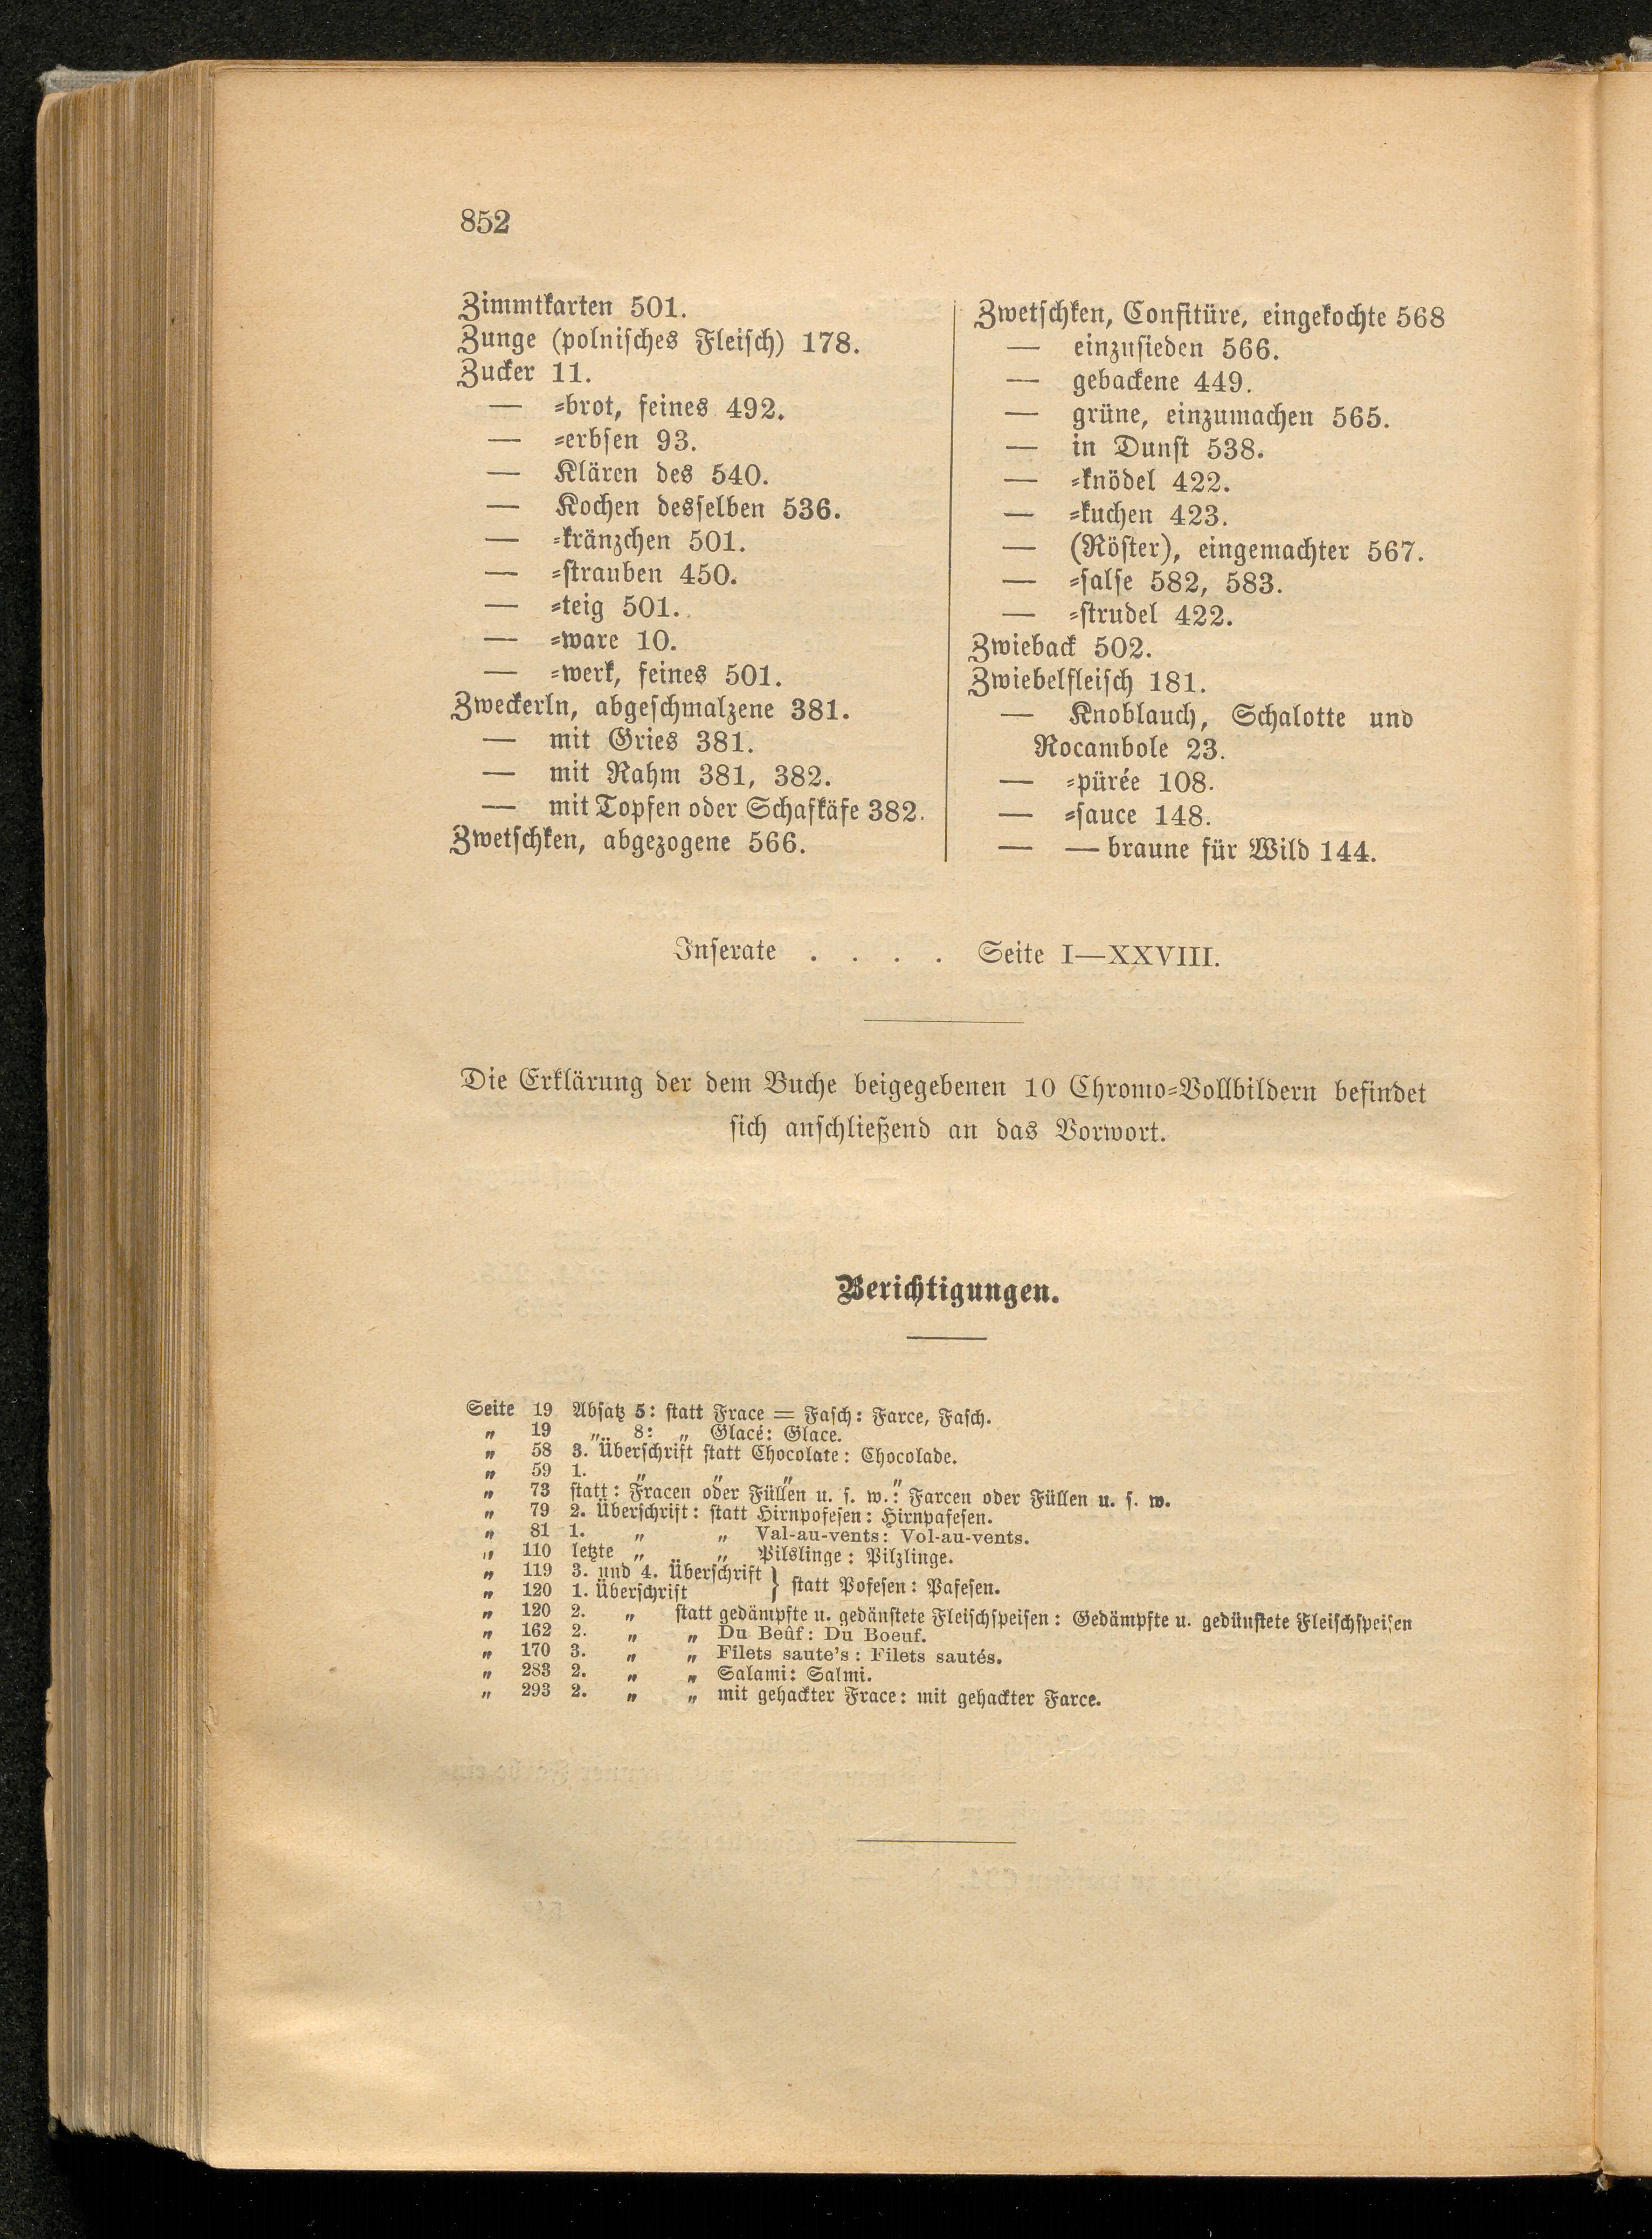 852
Zimmtkarten 501.
Zunge (polnisches Fleisch) 178.
Zucker 11.
— =brot, feines 492.
— =erbsen 93.
— Klären des 540.
— Kochen desselben 536.
— =kränzchen 501.
— =strauben 450.
— =teig 501.
— =ware 10.
— =werk, feines 501.
Zweckerln, abgeschmalzene 381.
— mit Gries 381.
— mit Rahm 381, 382.
— mit Topfen oder Schafkäse 382.
Zwetschken, abgezogene 566.
Zwetschken, Confitüre, eingekochte 568
— einzusieden 566.
— gebackene 449.
— grüne, einzumachen 565.
— in Dunst 538.
— =knödel 422.
— =kuchen 423.
— (Röster), eingemachter 567.
— =salse 582, 583.
— =strudel 422.
Zwieback 502.
Zwiebelfleisch 181.
— Knoblauch, Schalotte und
Rocambole 23.
— =pürée 108.
— =sauce 148.
— — braune für Wild 144.
Inserate . . . . Seite I—XXVIII.
Die Erklärung der dem Buche beigegebenen 10 Chromo=Vollbildern befindet
sich anschließend an das Vorwort.
Berichtigungen.
Seite 19 Absatz 5: statt Frace = Fasch: Farce, Fasch.
„ 19 „ 8: „ Glacé: Glace.
„ 58 3. Überschrift statt Chocolate: Chocolade.
„ 59 1. „ „ „ „
„ 73 statt: Fracen oder Füllen u. s. w.: Farcen oder Füllen u. s. w.
„ 79 2. Überschrift: statt Hirnpofesen: Hirnpafesen.
„ 81 1. „ „ Val-au-vents: Vol-au-vents.
„ 110 letzte „ „ Pilslinge: Pilzlinge.
„ 119 3. und 4. Überschrift } statt Pofesen: Pafesen.
„ 120 1. Überschrift
„ 120 2. „ statt gedämpfte u. gedänstete Fleischspeisen: Gedämpfte u. gedünstete Fleischspeisen
„ 162 2. „ „ Du Beûf: Du Boeuf.
„ 170 3. „ „ Filets saute's: Filets sautés.
„ 283 2. „ „ Salami: Salmi.
„ 293 2. „ „ mit gehackter Frace: mit gehackter Farce.